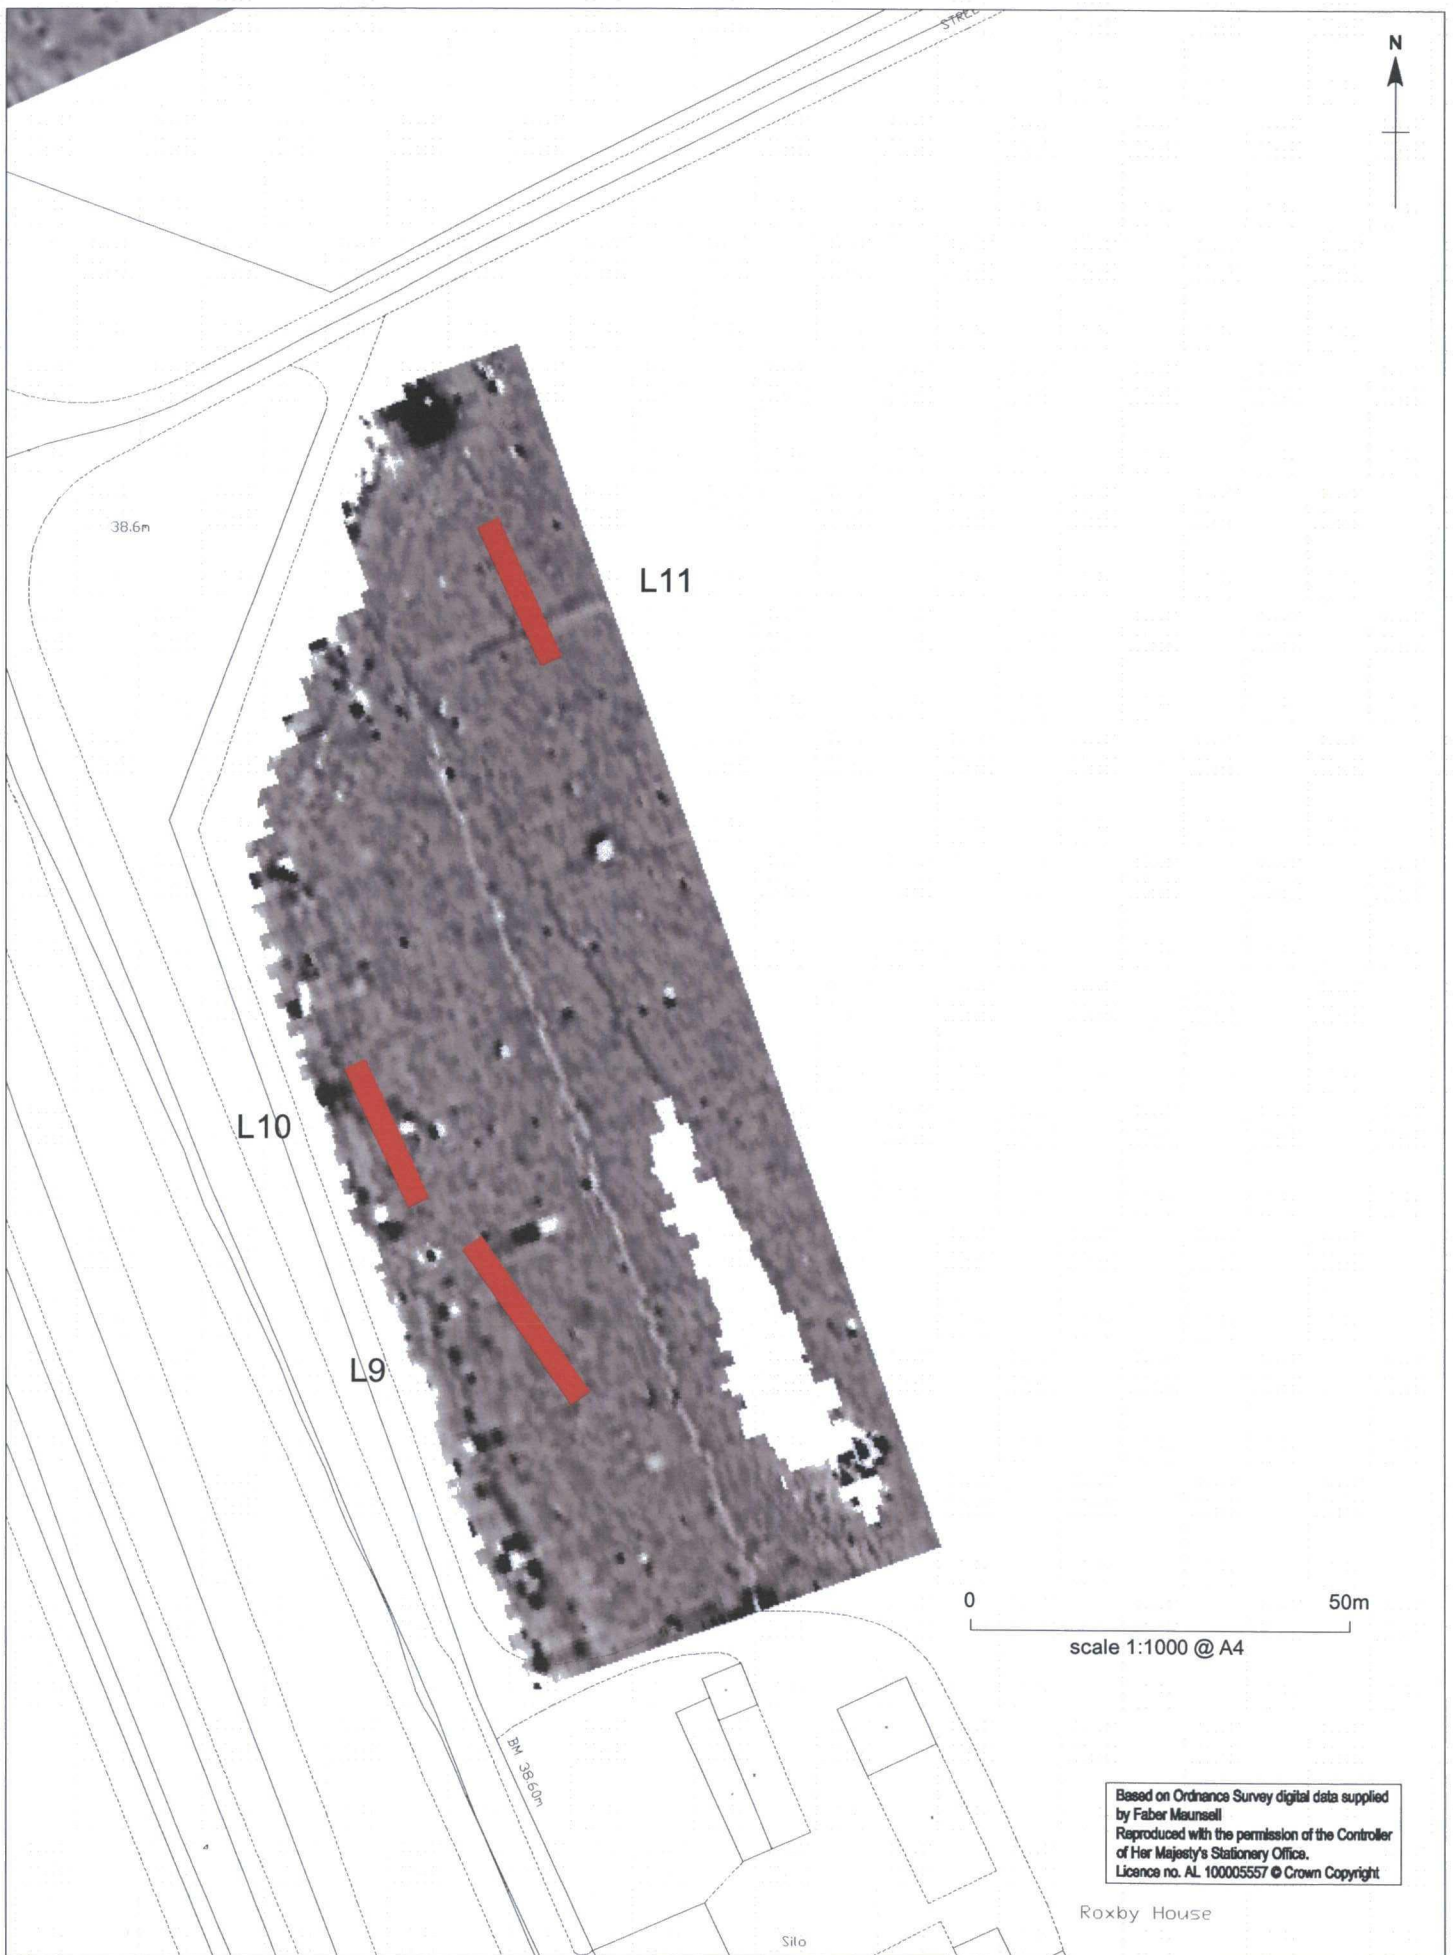 N
38.6m
L11
L10
L9
0 50m
scale 1:1000 @ A4
BM 38.60m
Based on Ordnance Survey digital data supplied
by Faber Maunsell
Reproduced with the permission of the Controller
of Her Majesty's Stationery Office.
Licence no. AL 100005557 © Crown Copyright
Roxby House
Silo